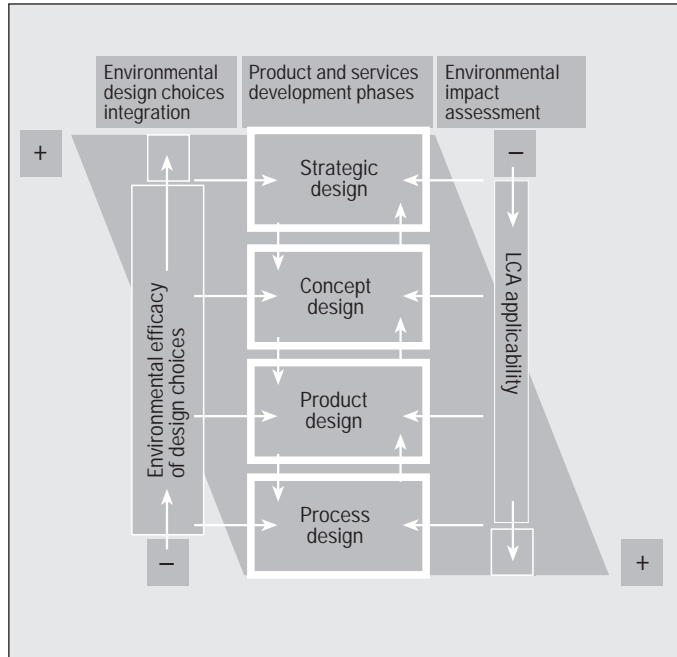 Environmental
design choices
integration
Product and services
development phases
Environmental
impact
assessment
+
−
Strategic
design
Concept
design
Product
design
Process
design
Environmental efficacy
of design choices
LCA applicability
−
+